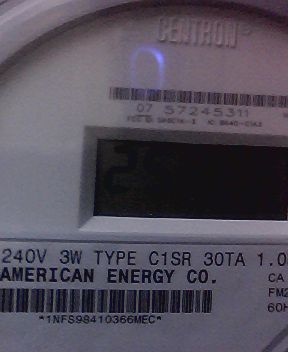 CENTRON
07 57245311
240V 3W TYPE C1SR 30TA 1.0
AMERICAN ENERGY CO.
CA
FM2
60H
*1NFS98410366MEC*